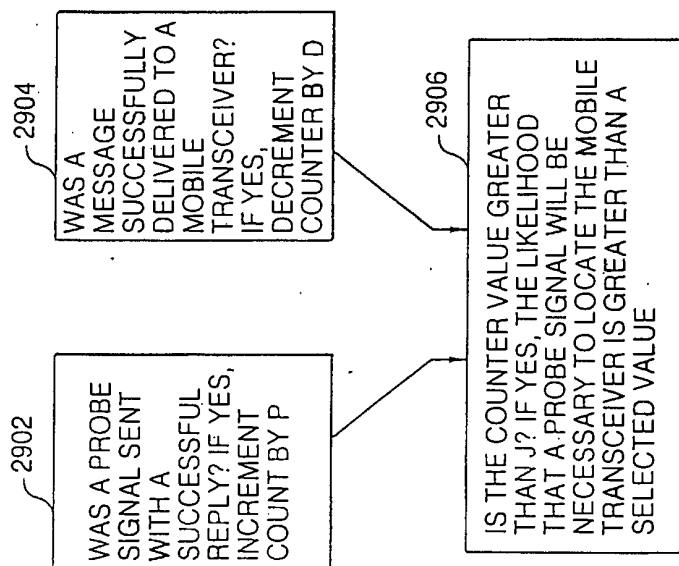 2902
WAS A PROBE
SIGNAL SENT
WITH A
SUCCESSFUL
REPLY? IF YES,
INCREMENT
COUNT BY P
2904
WAS A
MESSAGE
SUCCESSFULLY
DELIVERED TO A
MOBILE
TRANSCEIVER?
IF YES,
DECREMENT
COUNTER BY D
2906
IS THE COUNTER VALUE GREATER
THAN J? IF YES, THE LIKELIHOOD
THAT A PROBE SIGNAL WILL BE
NECESSARY TO LOCATE THE MOBILE
TRANSCEIVER IS GREATER THAN A
SELECTED VALUE